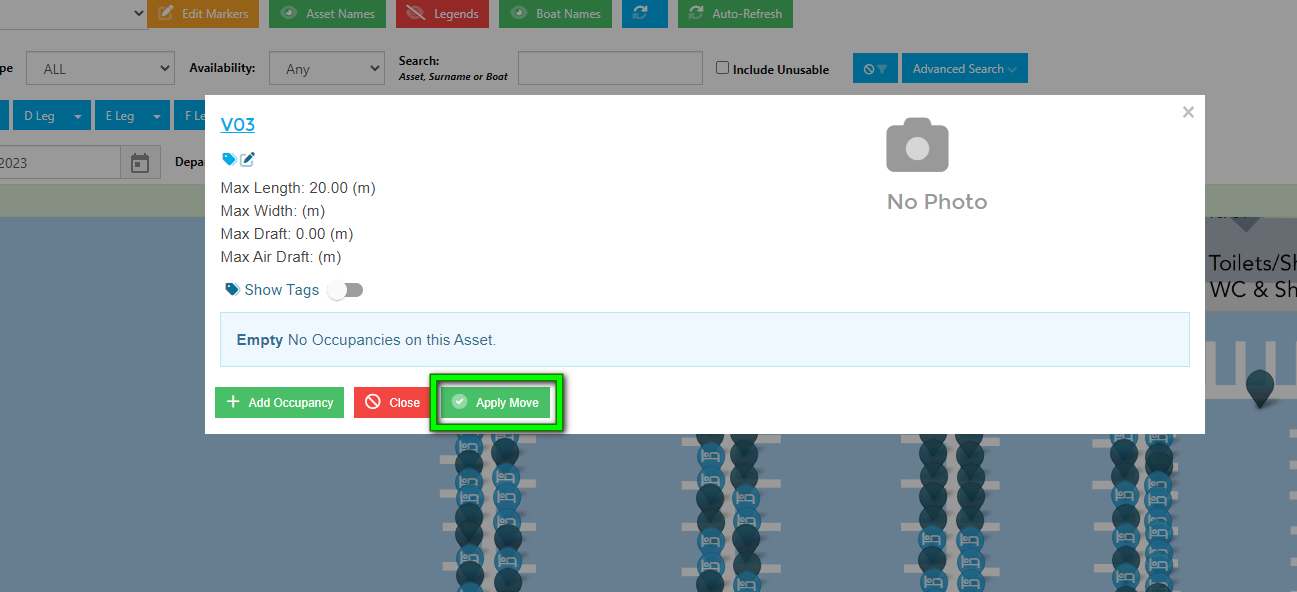 Edit Markers Asset Names Legends Boat Names Auto-Refresh
pe ALL Availability: Any Search: Include Unusable Advanced Search
Asset, Surname or Boat
D Leg E Leg F Le
2023 Depa
V03
Max Length: 20.00 (m)
Max Width: (m)
Max Draft: 0.00 (m)
Max Air Draft: (m)
No Photo
Show Tags
Empty No Occupancies on this Asset.
Add Occupancy Close Apply Move
Toilets/Sh
WC & Sh